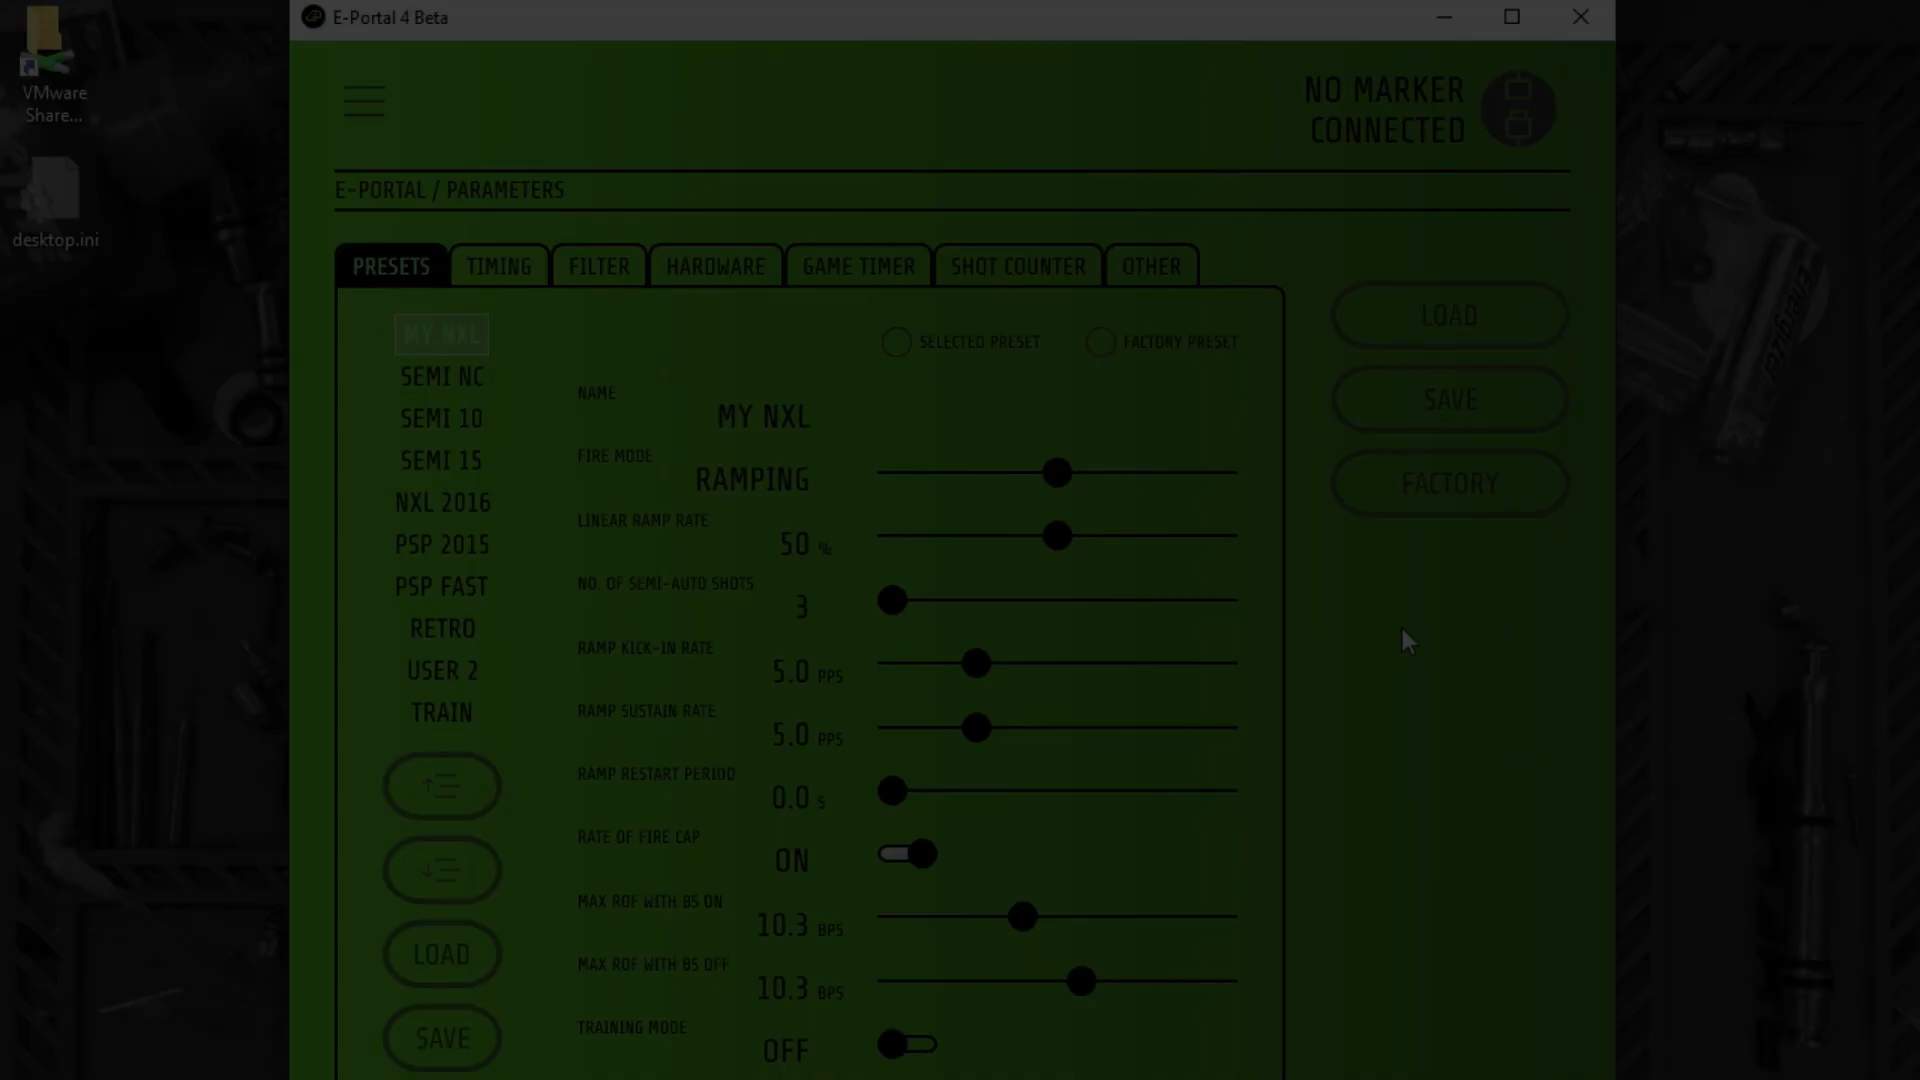 E-Portal 4 Beta
VMware
Share...
desktop.ini
NO MARKER
CONNECTED
E-PORTAL / PARAMETERS
PRESETS
TIMING
FILTER
HARDWARE
GAME TIMER
SHOT COUNTER
OTHER
MY NXL
SEMI NC
SEMI 10
SEMI 15
NXL 2016
PSP 2015
PSP FAST
RETRO
USER 2
TRAIN
LOAD
SAVE
SELECTED PRESET
FACTORY PRESET
NAME
MY NXL
FIRE MODE
RAMPING
LINEAR RAMP RATE
50 %
NO. OF SEMI-AUTO SHOTS
3
RAMP KICK-IN RATE
5.0 PPS
RAMP SUSTAIN RATE
5.0 PPS
RAMP RESTART PERIOD
0.0 S
RATE OF FIRE CAP
ON
MAX ROF WITH BS ON
10.3 BPS
MAX ROF WITH BS OFF
10.3 BPS
TRAINING MODE
OFF
LOAD
SAVE
FACTORY